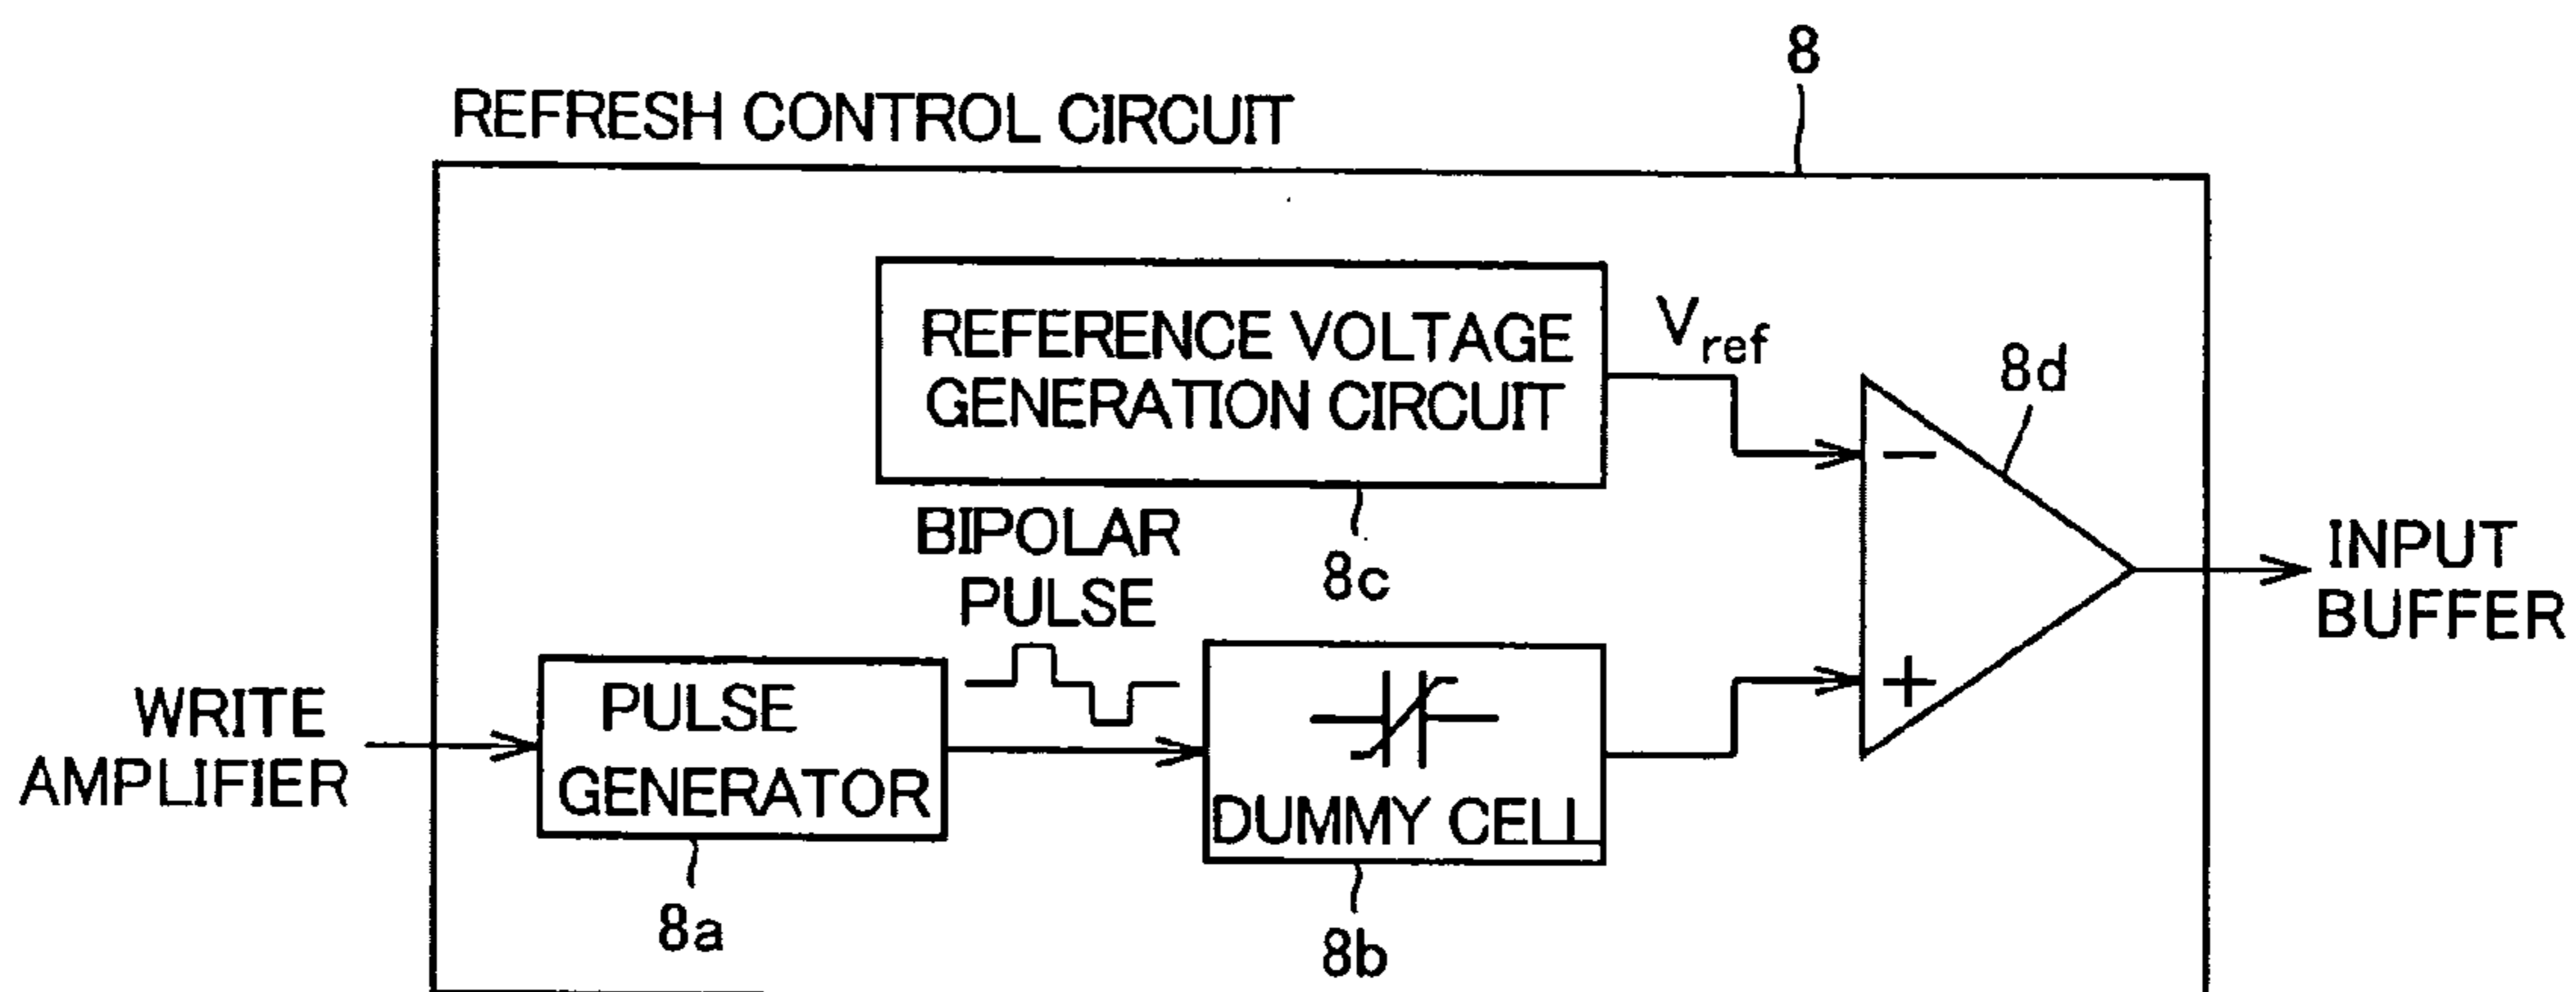 8
REFRESH CONTROL CIRCUIT
REFERENCE VOLTAGE
GENERATION CIRCUIT
Vref
8d
−
8c
BIPOLAR
PULSE
INPUT
BUFFER
+
WRITE
AMPLIFIER
PULSE
GENERATOR
DUMMY CELL
8a
8b